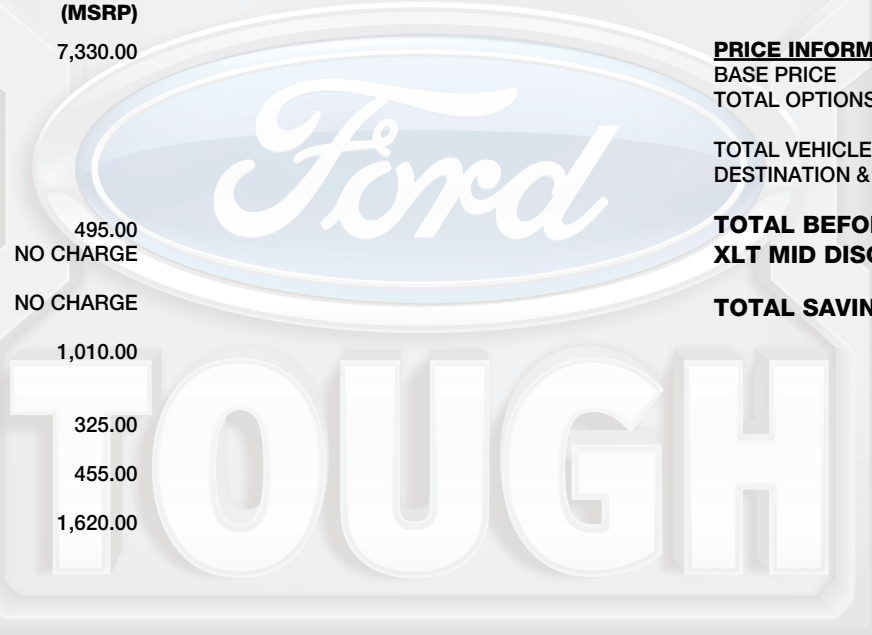 (MSRP)
7,330.00
495.00
NO CHARGE
NO CHARGE
1,010.00
325.00
455.00
1,620.00
PRICE INFORM
BASE PRICE
TOTAL OPTIONS
TOTAL VEHICLE
DESTINATION &
TOTAL BEFO
XLT MID DISC
TOTAL SAVIN
Ford
TOUGH